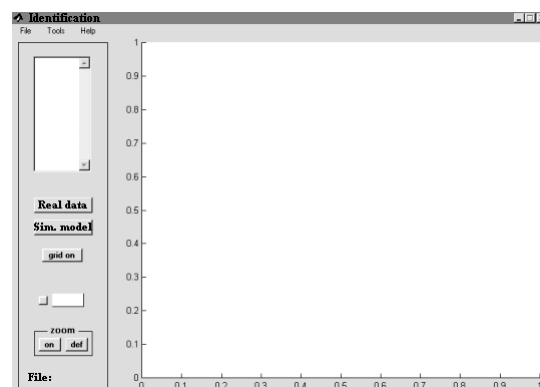 Identification
File Tools Help
Real data
Sim. model
grid on
zoom
on def
File:
1
0.9
0.8
0.7
0.6
0.5
0.4
0.3
0.2
0.1
0
0 0.1 0.2 0.3 0.4 0.5 0.6 0.7 0.8 0.9 1